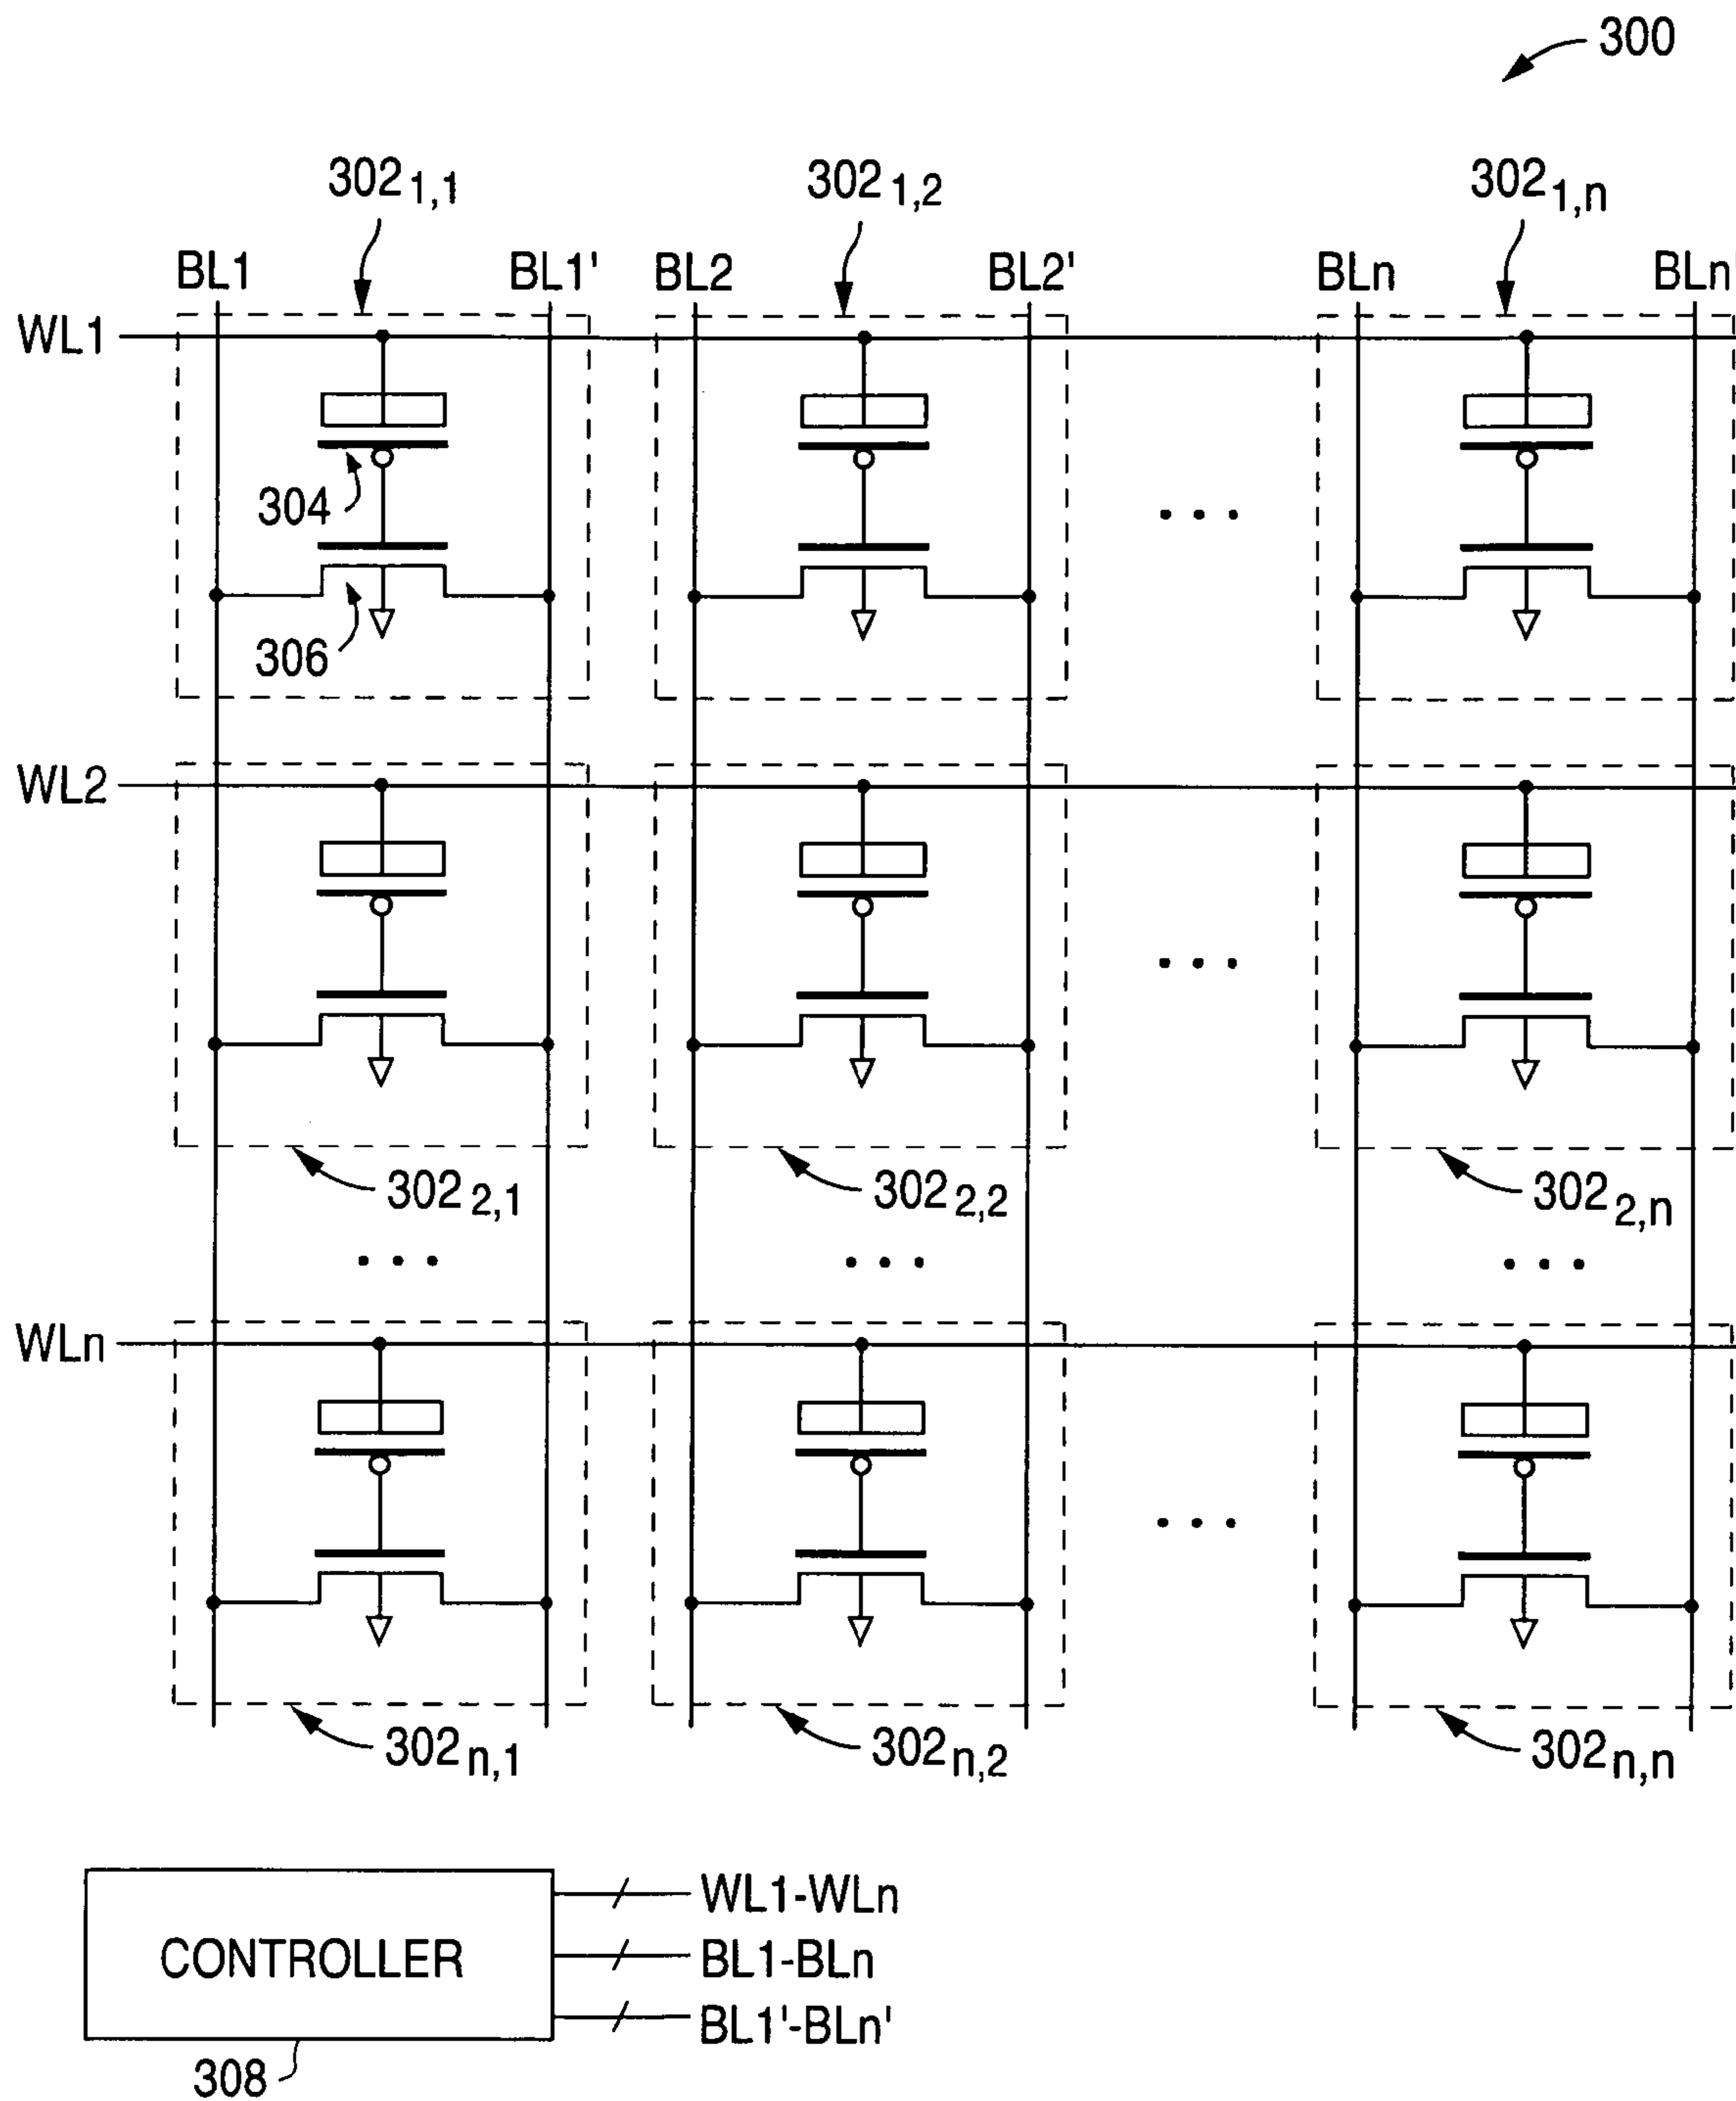 300
302 1,1
302 1,2
302 1,n
BL1
BL1'
BL2
BL2'
BLn
BLn'
WL1
304
306
WL2
302 2,1
302 2,2
302 2,n
WLn
302 n,1
302 n,2
302 n,n
CONTROLLER
WL1-WLn
BL1-BLn
BL1'-BLn'
308